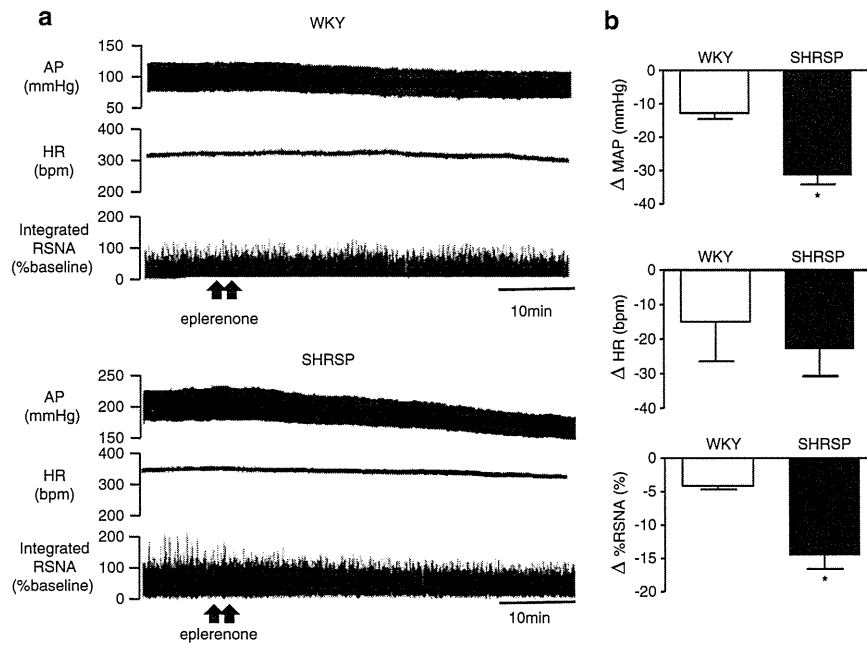 a
WKY
AP
(mmHg)
150
100
50
HR
(bpm)
400
300
200
Integrated
RSNA
(%baseline)
200
100
0
eplerenone
10min
SHRSP
AP
(mmHg)
250
200
150
HR
(bpm)
400
300
200
Integrated
RSNA
(%baseline)
200
100
0
eplerenone
10min
b
WKY SHRSP
Δ MAP (mmHg)
0
-10
-20
-30
-40
*
WKY SHRSP
Δ HR (bpm)
0
-10
-20
-30
-40
WKY SHRSP
Δ %RSNA (%)
0
-5
-10
-15
-20
*